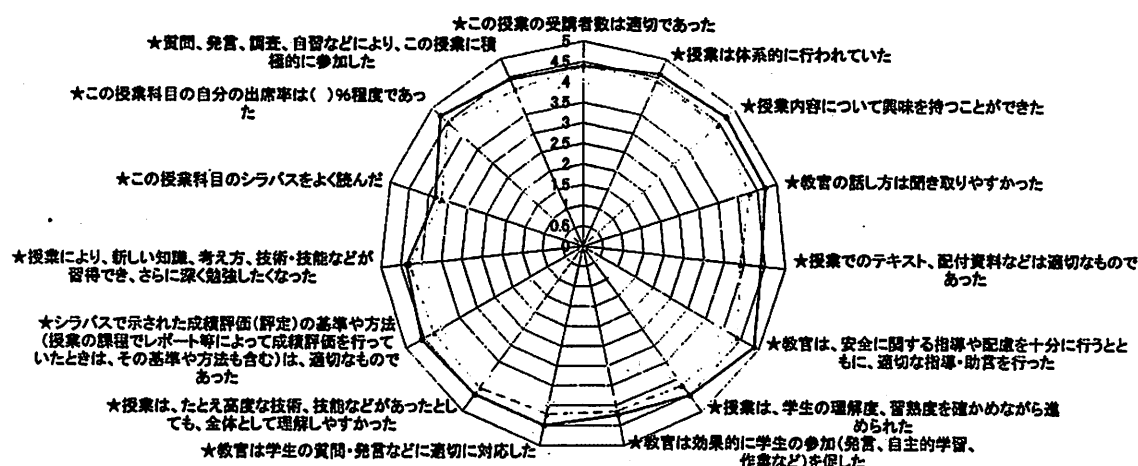 ★この授業の受講者数は適切であった
★質問、発言、調査、自習などにより、この授業に積
極的に参加した
★授業は体系的に行われていた
★この授業科目の自分の出席率は( )%程度であっ
た
★授業内容について興味を持つことができた
★この授業科目のシラバスをよく読んだ
★教官の話し方は聞き取りやすかった
★授業により、新しい知識、考え方、技術・技能などが
習得でき、さらに深く勉強したくなった
★授業でのテキスト、配付資料などは適切なもので
あった
★シラバスで示された成績評価(評定)の基準や方法
(授業の課程でレポート等によって成績評価を行って
いたときは、その基準や方法も含む)は、適切なもので
あった
★教官は、安全に関する指導や配慮を十分に行うとと
もに、適切な指導・助言を行った
★授業は、たとえ高度な技術、技能などがあったとし
ても、全体として理解しやすかった
★授業は、学生の理解度、習熟度を確かめながら進
められた
★教官は学生の質問・発言などに適切に対応した
★教官は効果的に学生の参加(発言、自主的学習、
作業など)を促した
5
4.5
4
3.5
3
2.5
2
1.5
1
0.5
0